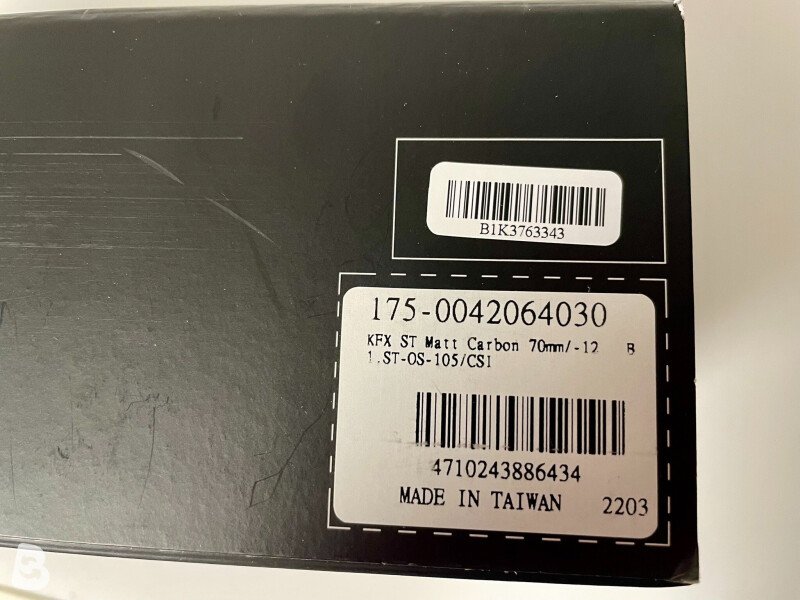 B1K3763343
175-0042064030
KFX ST Matt Carbon 70mm/-12 B
1.ST-OS-105/CSI
4710243886434
MADE IN TAIWAN 2203
B